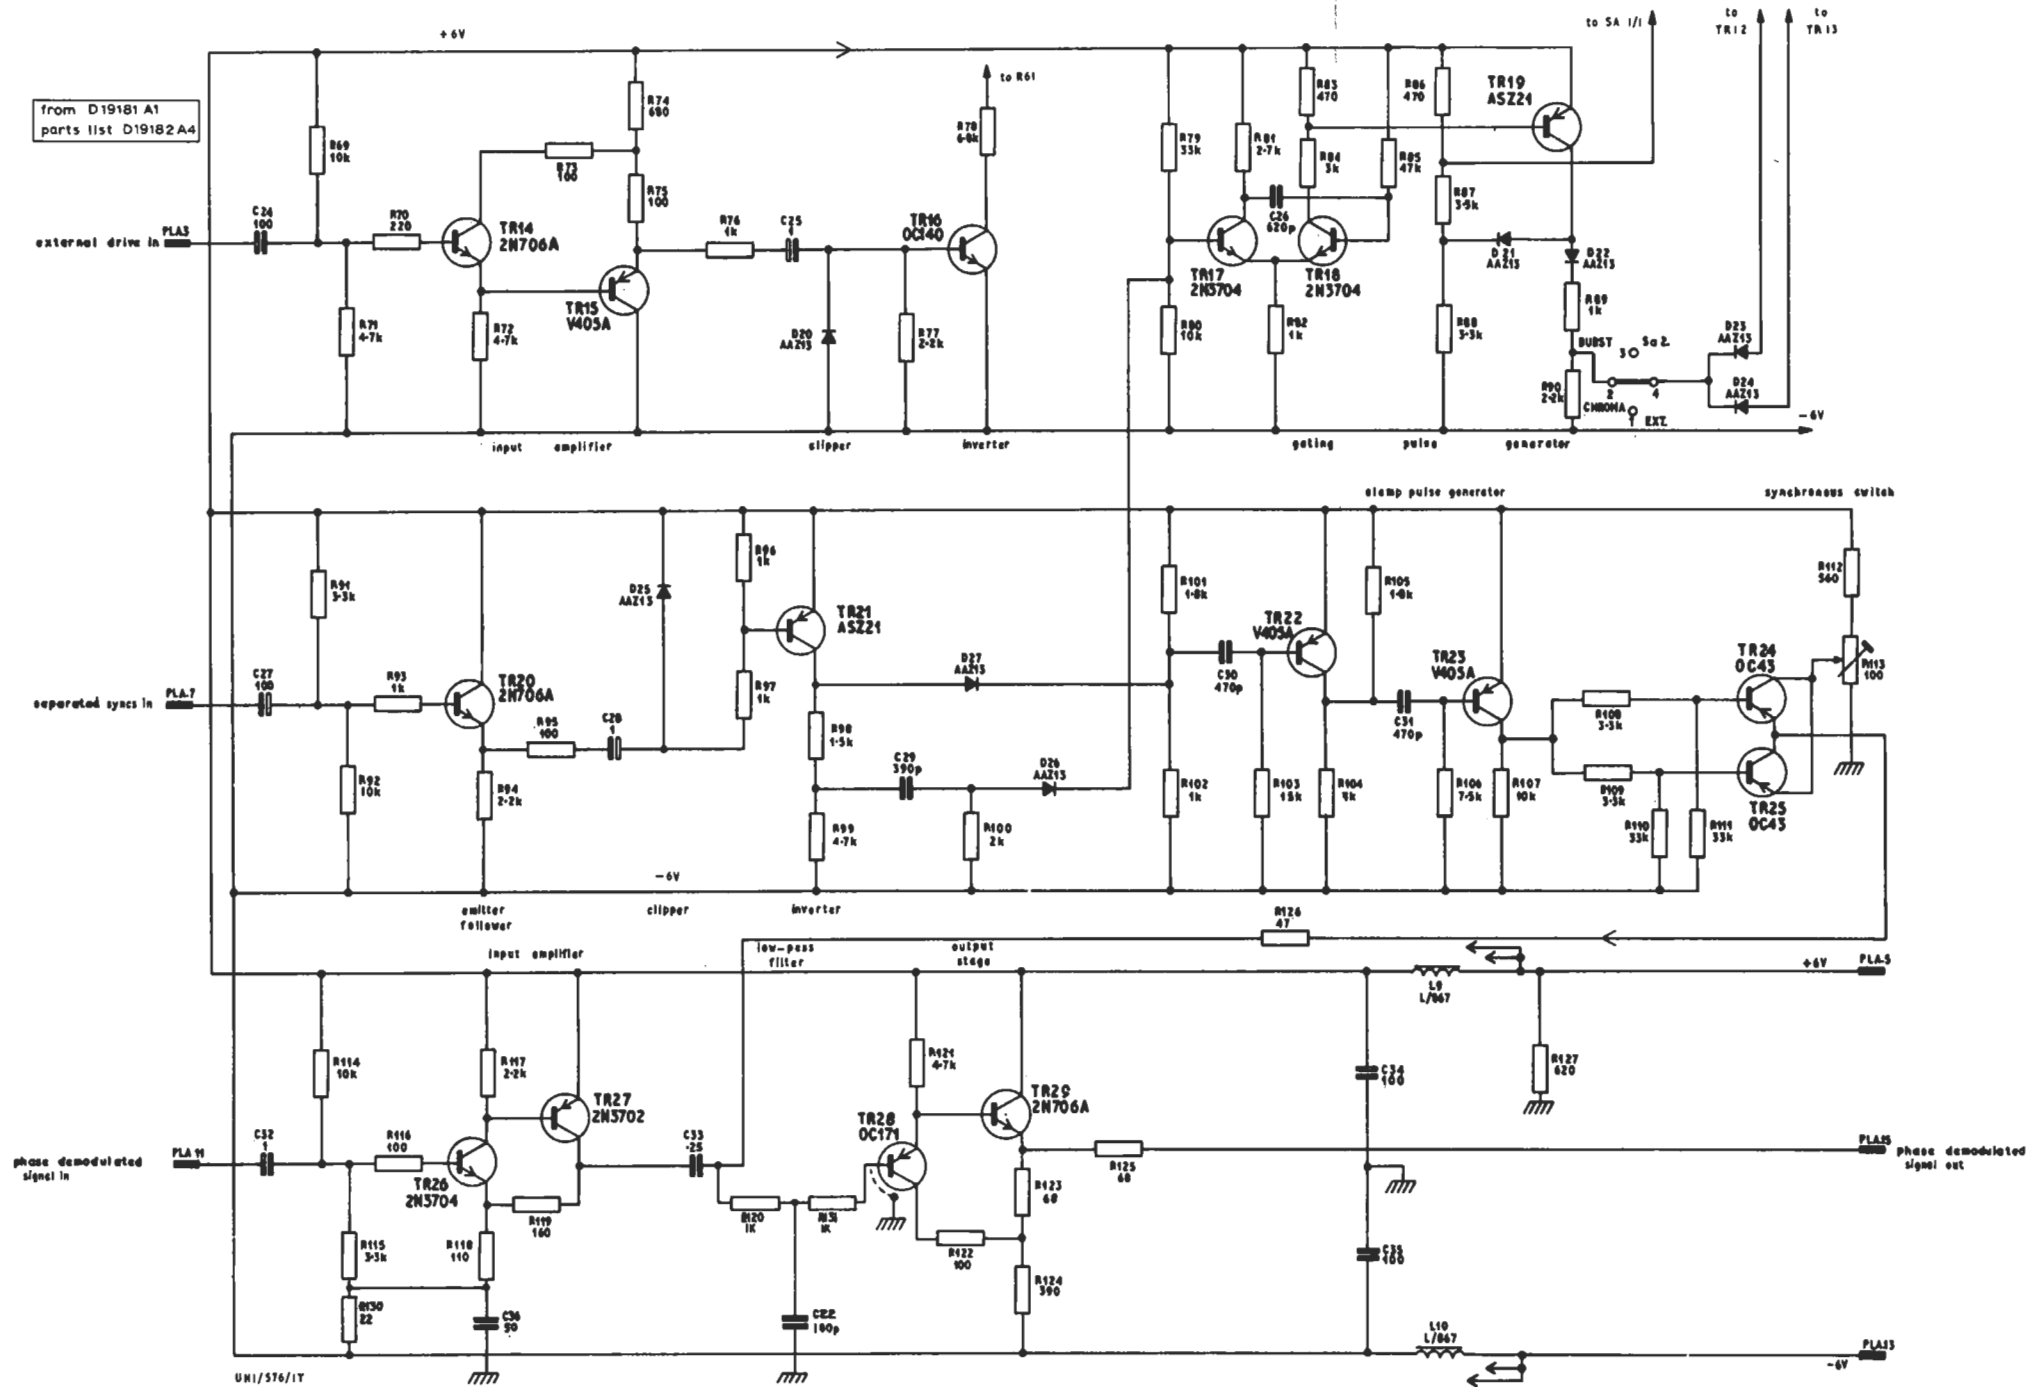 +6V
to SA 1/1
to
TR12
to
TR13
from D19181 A1
parts list D19182A4
R69
10k
R74
680
R73
100
R75
100
to R61
R78
6·8k
R79
33k
R81
2·7k
R83
470
R84
3k
R85
47k
R86
470
R87
TR19
ASZ21
external drive in
PLA3
C24
100
R70
220
TR14
2N706A
R76
1k
C25
1
TR16
OC140
C26
620p
TR17
2N3704
TR18
2N3704
D21
AAZ13
D22
AAZ13
R71
4·7k
R72
4·7k
TR15
V405A
D20
AAZ13
R77
2·2k
R80
10k
R82
1k
R88
3·3k
R89
1k
BURST
3
Sa2.
D23
AAZ13
R90
2·2k
2
4
D24
AAZ13
CHROMA
1
EXT.
-6V
input amplifier
clipper
inverter
gating pulse generator
clamp pulse generator
synchronous switch
R91
3·3k
D25
AAZ13
R96
1k
TR21
ASZ21
R101
1·8k
TR22
V405A
R105
1·8k
R112
560
separated syncs in
PLA.7
C27
100
R93
1k
TR20
2N706A
R97
1k
D27
AAZ13
C30
470p
TR23
V405A
TR24
OC43
R113
100
R95
100
C28
1
R98
1·5k
C31
470p
R108
3·3k
R92
10k
R94
2·2k
C29
390p
D26
AAZ13
R102
1k
R103
15k
R104
R106
7·5k
R107
10k
R109
3·3k
TR25
OC43
R99
4·7k
R100
2k
R110
33k
R111
33k
-6V
emitter
follower
clipper
inverter
R126
47
input amplifier
low-pass
filter
output
stage
+6V
PLA.5
L9
L/867
R114
10k
R117
2·2k
TR27
2N3702
R121
4·7k
TR29
2N706A
C34
100
R127
620
phase demodulated
signal in
PLA 11
C32
1
R116
100
TR26
2N3704
C33
·25
TR28
OC171
R125
68
PLA15
phase demodulated
signal out
R119
160
R120
1K
R131
1K
R123
68
R115
3·3k
R118
110
R122
100
C35
100
R124
390
R130
22
C36
50
180p
L10
L/867
PLA13
-6V
UN1/576/1T